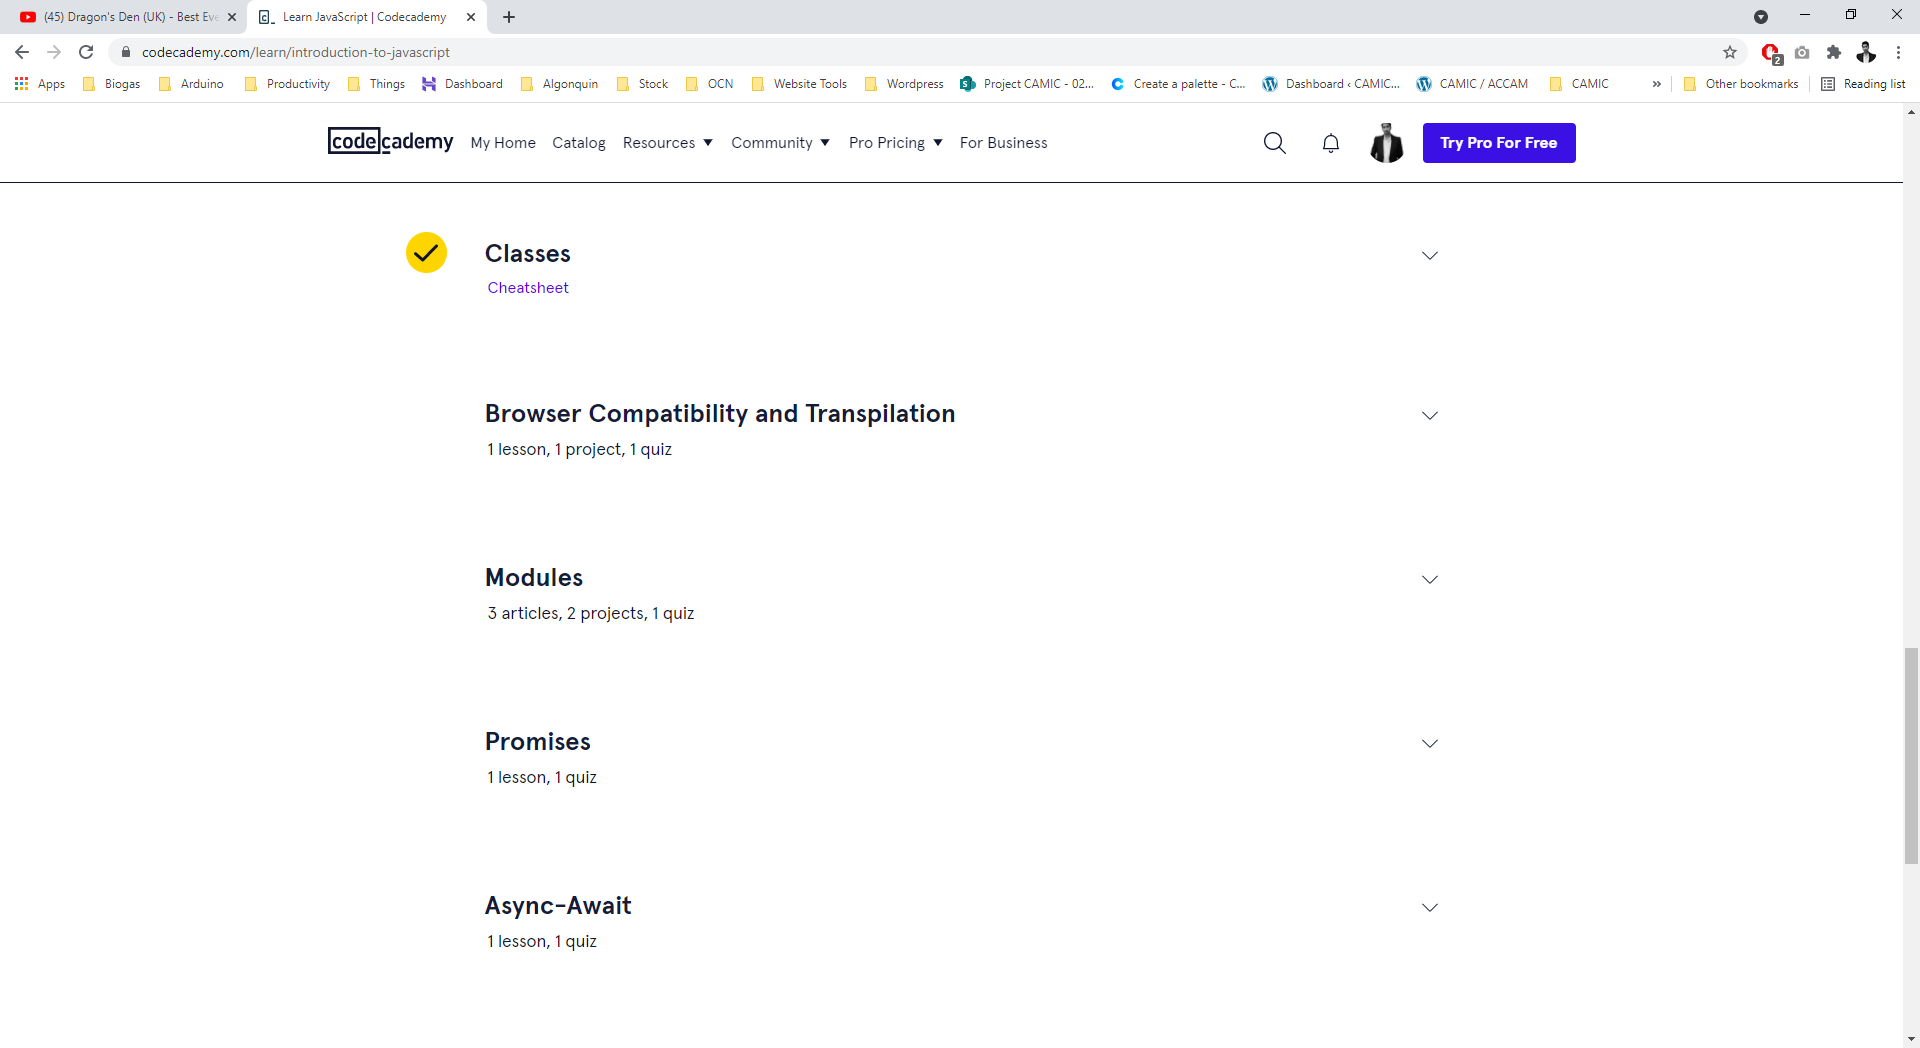 (45) Dragon's Den (UK) - Best Eve
Learn JavaScript | Codecademy
codecademy.com/learn/introduction-to-javascript
2
Apps Biogas Arduino Productivity Things Dashboard Algonquin Stock OCN Website Tools Wordpress Project CAMIC - 02... Create a palette - C... Dashboard ‹ CAMIC... CAMIC / ACCAM CAMIC » Other bookmarks Reading list
codecademy My Home Catalog Resources Community Pro Pricing For Business Try Pro For Free
Classes
Cheatsheet
Browser Compatibility and Transpilation
1 lesson, 1 project, 1 quiz
Modules
3 articles, 2 projects, 1 quiz
Promises
1 lesson, 1 quiz
Async-Await
1 lesson, 1 quiz